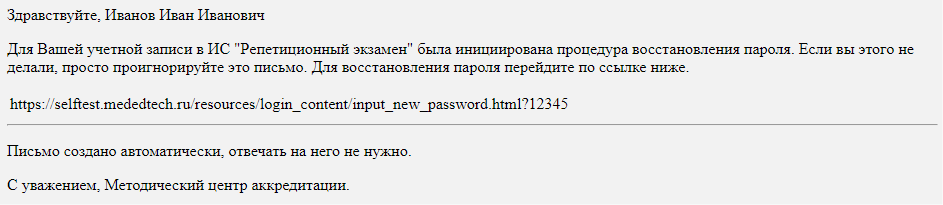 Здравствуйте, Иванов Иван Иванович
Для Вашей учетной записи в ИС "Репетиционный экзамен" была инициирована процедура восстановления пароля. Если вы этого не
делали, просто проигнорируйте это письмо. Для восстановления пароля перейдите по ссылке ниже.
https://selftest.mededtech.ru/resources/login_content/input_new_password.html?12345
Письмо создано автоматически, отвечать на него не нужно.
С уважением, Методический центр аккредитации.